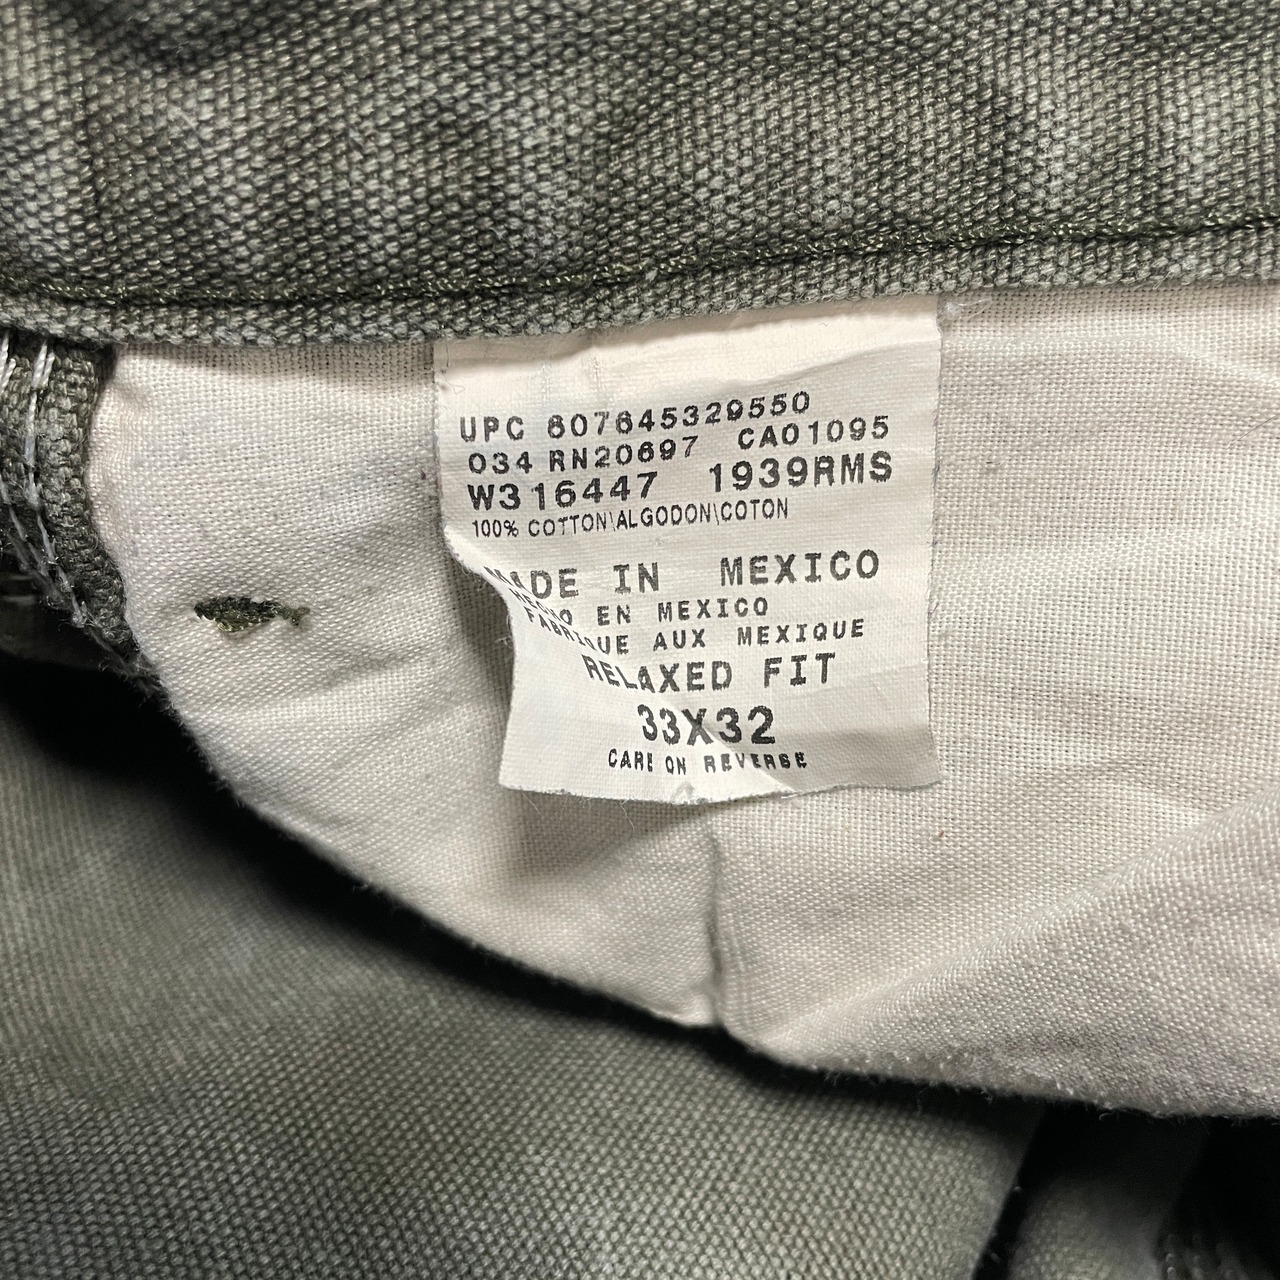 UPC 607645329550
034 RN20697 CA01095
W316447 1939RMS
100% COTTON\ALGODON\COTON
MADE IN MEXICO
HECHO EN MEXICO
FABRIQUE AUX MEXIQUE
RELAXED FIT
33X32
CARE ON REVERSE